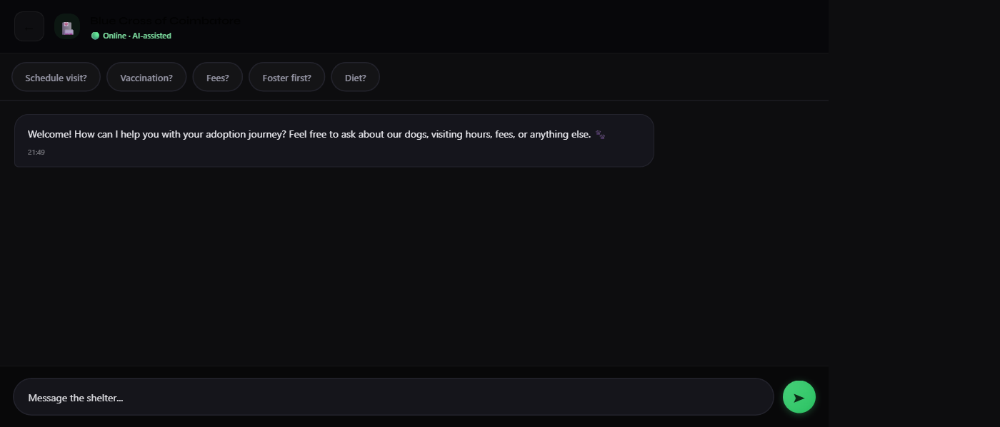 Blue Cross of Coimbatore
Online · AI-assisted
Schedule visit?
Vaccination?
Fees?
Foster first?
Diet?
Welcome! How can I help you with your adoption journey? Feel free to ask about our dogs, visiting hours, fees, or anything else. 🐾
21:49
Message the shelter...